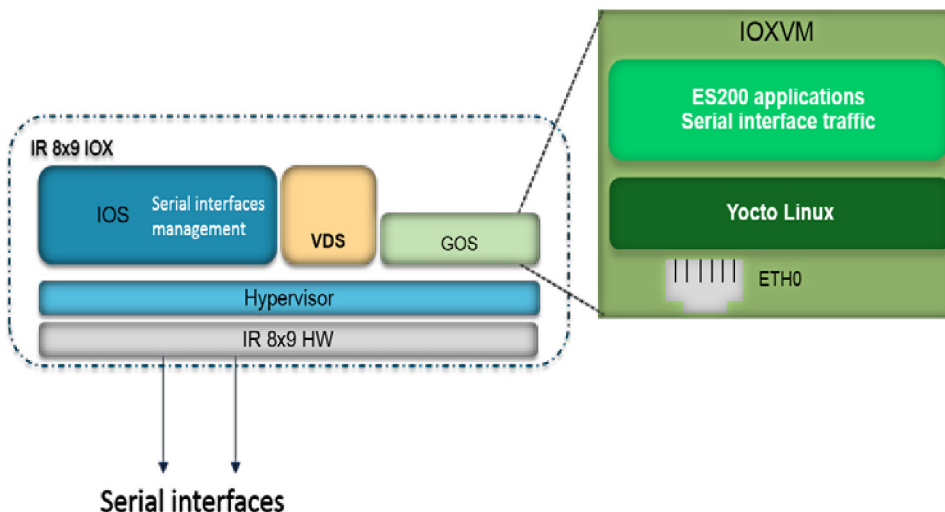 IOXVM
ES200 applications
Serial interface traffic
Yocto Linux
ETH0
IR 8x9 IOX
IOS
Serial interfaces
management
VDS
GOS
Hypervisor
IR 8x9 HW
Serial interfaces